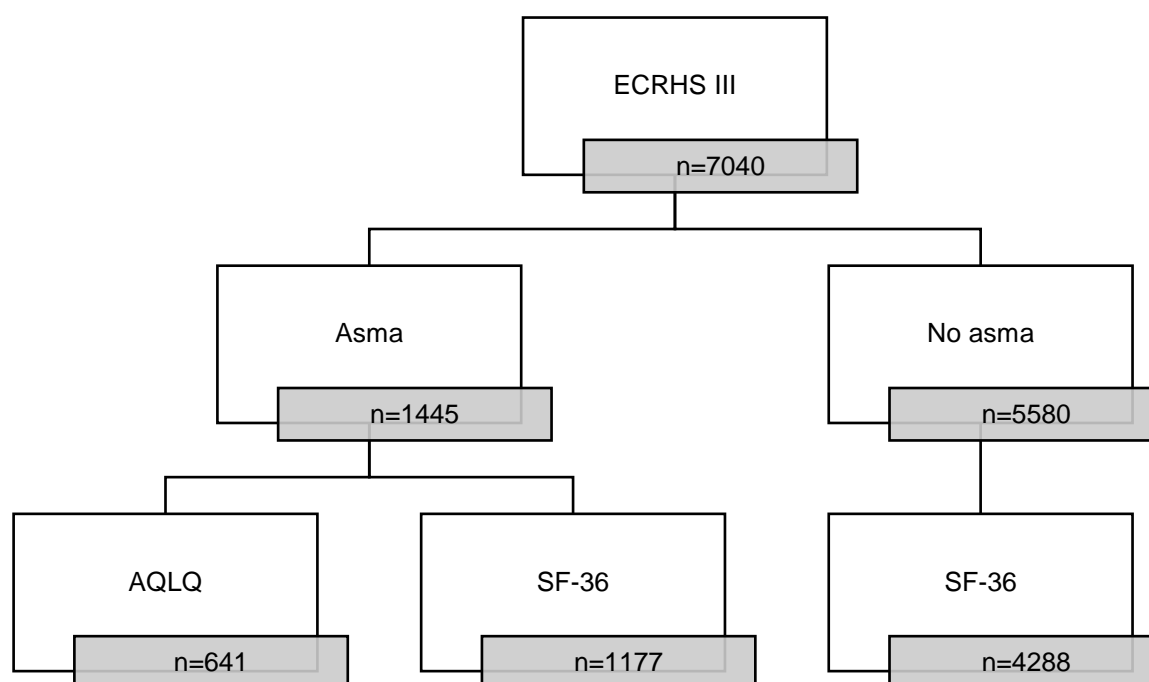 ECRHS III
n=7040
Asma
No asma
n=1445
n=5580
AQLQ
SF-36
SF-36
n=641
n=1177
n=4288